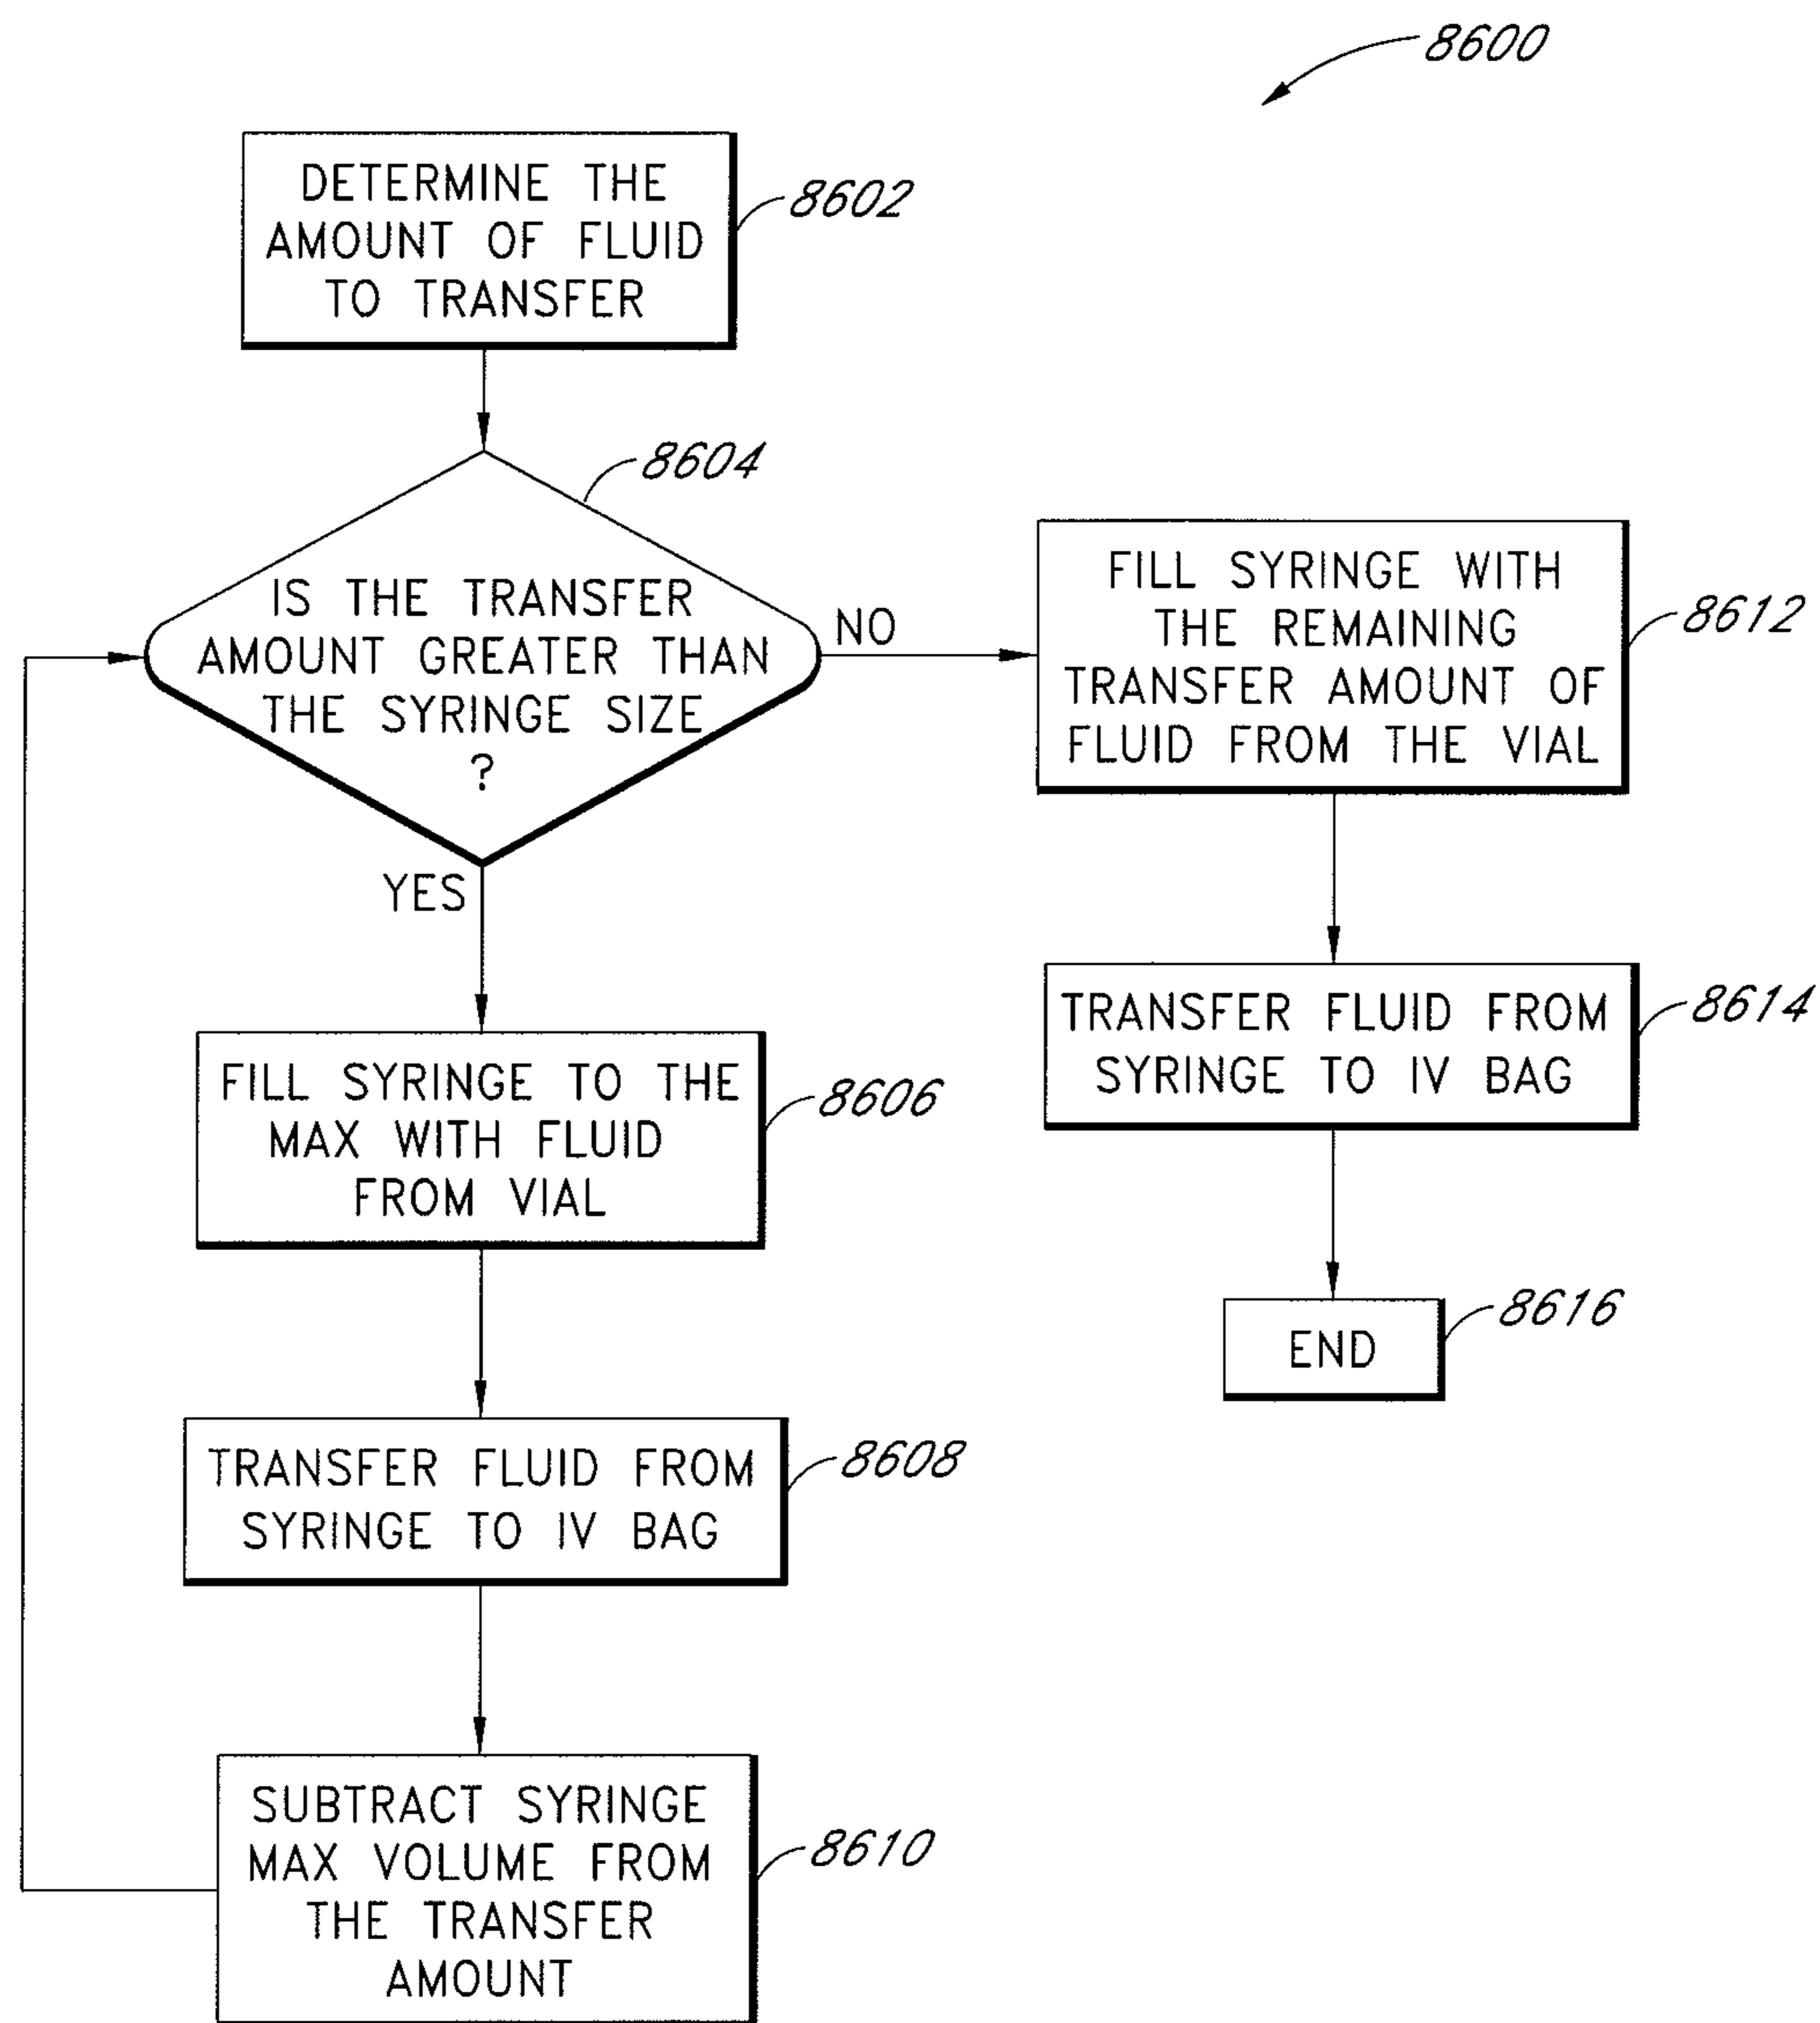 8600
DETERMINE THE
AMOUNT OF FLUID
TO TRANSFER
8602
8604
IS THE TRANSFER
AMOUNT GREATER THAN
THE SYRINGE SIZE
?
NO
YES
FILL SYRINGE WITH
THE REMAINING
TRANSFER AMOUNT OF
FLUID FROM THE VIAL
8612
TRANSFER FLUID FROM
SYRINGE TO IV BAG
8614
END
8616
FILL SYRINGE TO THE
MAX WITH FLUID
FROM VIAL
8606
TRANSFER FLUID FROM
SYRINGE TO IV BAG
8608
SUBTRACT SYRINGE
MAX VOLUME FROM
THE TRANSFER
AMOUNT
8610